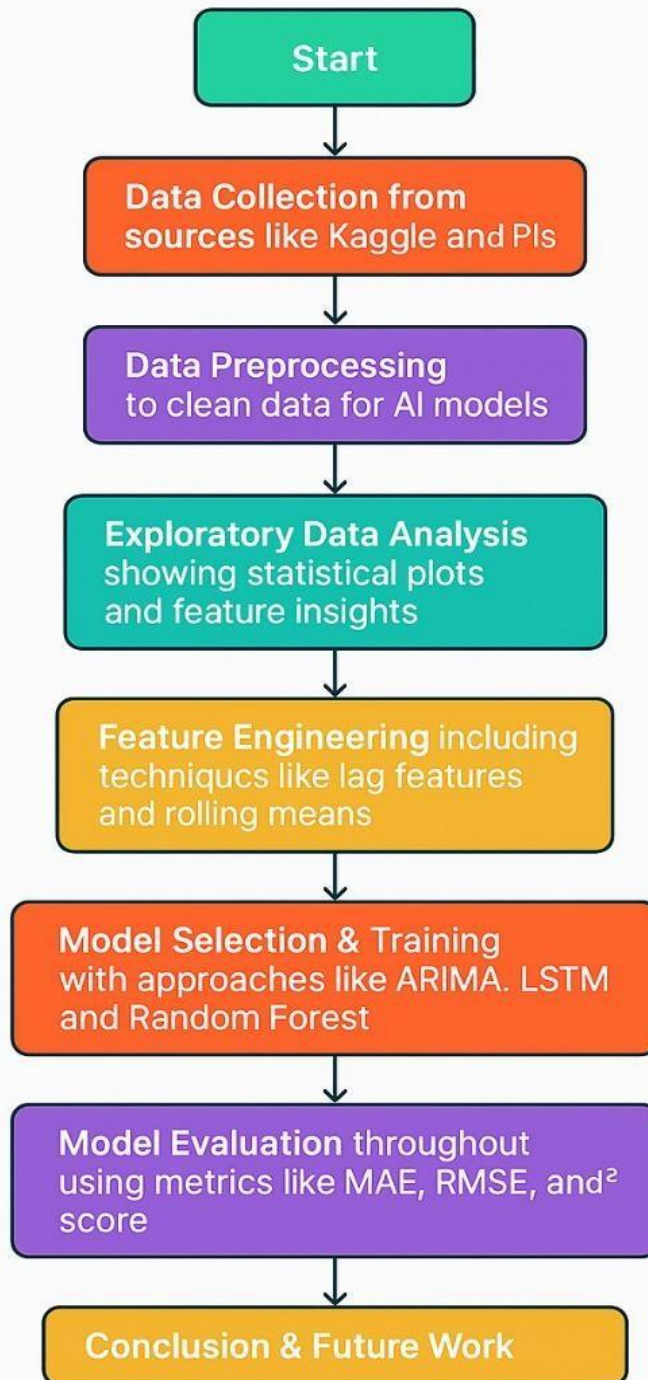 Start
Data Collection from
sources like Kaggle and PIs
Data Preprocessing
to clean data for AI models
Exploratory Data Analysis
showing statistical plots
and feature insights
Feature Engineering including
techniqucs like lag features
and rolling means
Model Selection & Training
with approaches like ARIMA. LSTM
and Random Forest
Model Evaluation throughout
using metrics like MAE, RMSE, and²
score
Conclusion & Future Work